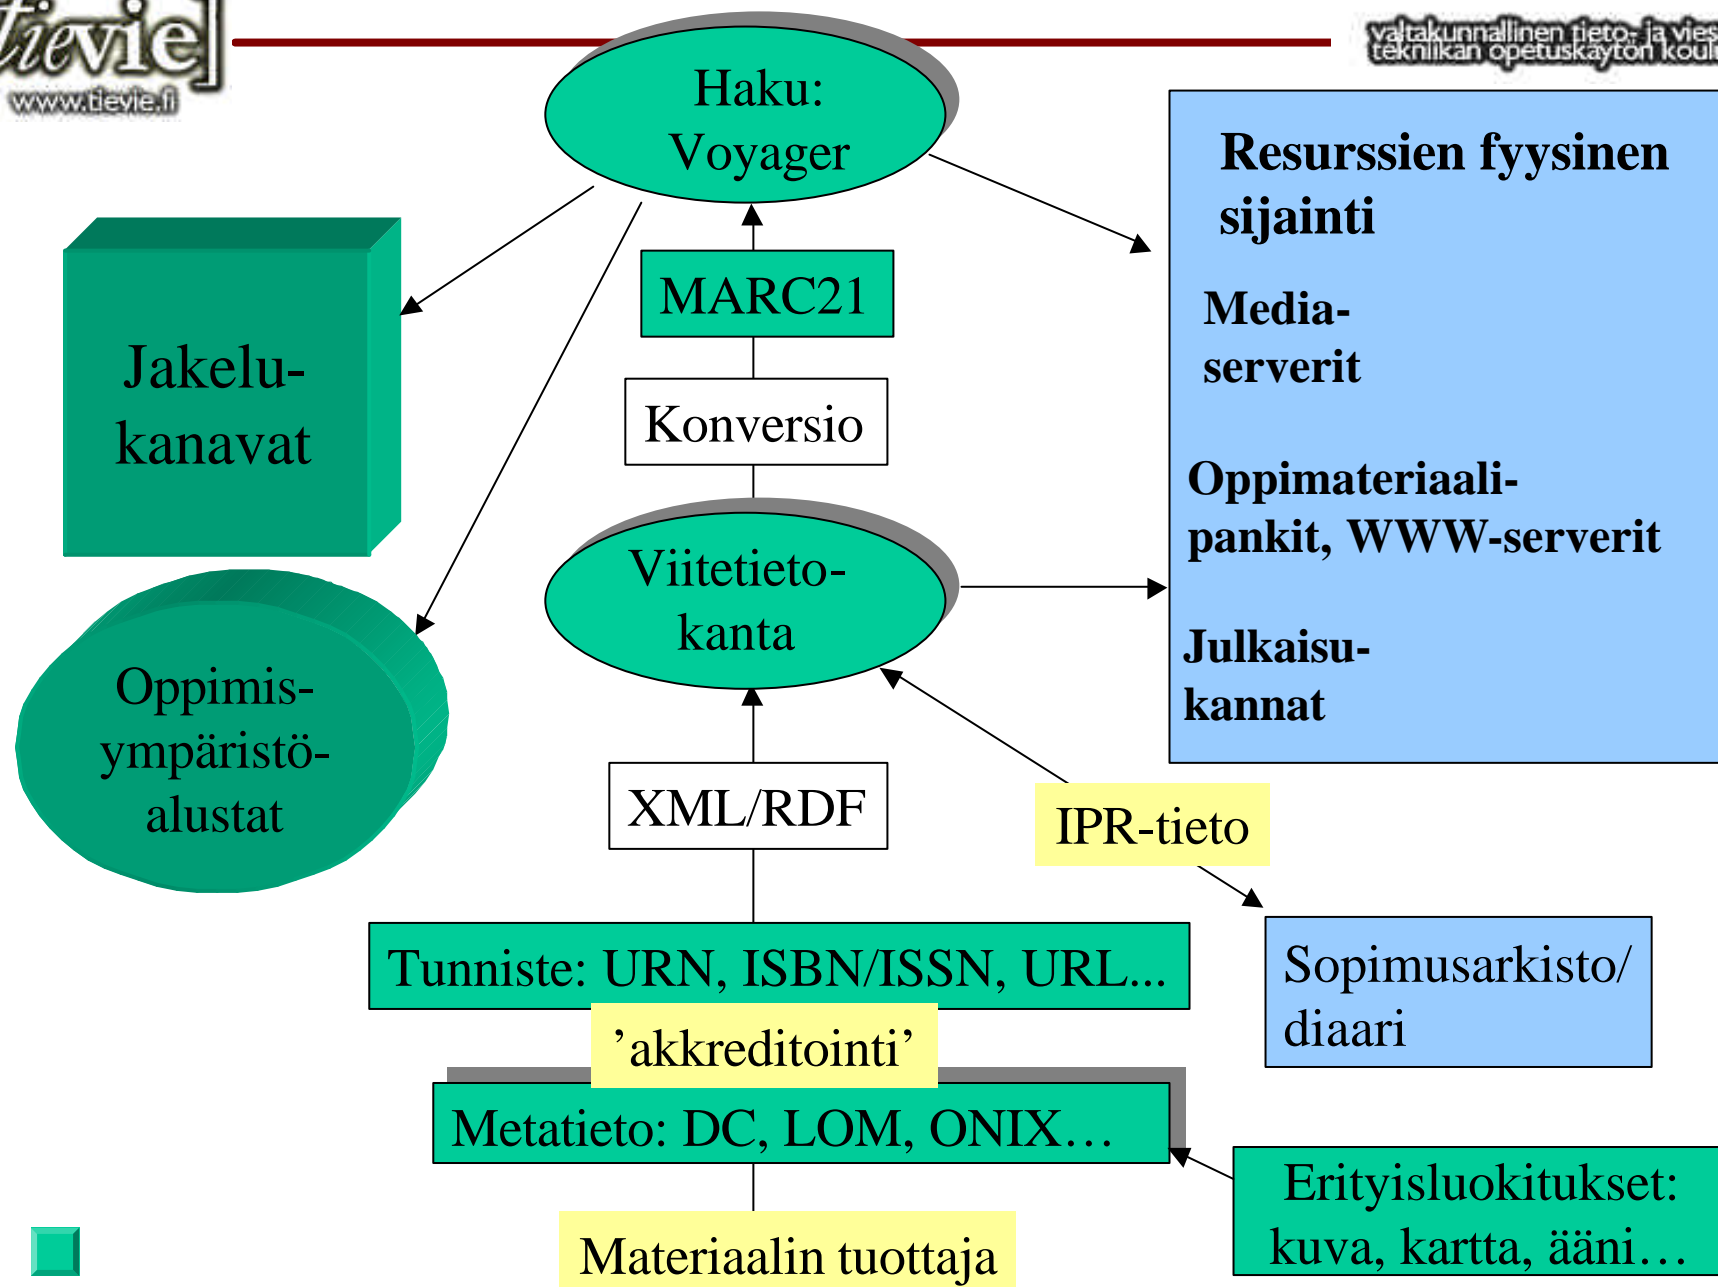 tievie]
www.tievie.fi
valtakunnallinen tieto- ja vies
tekniikan opetuskäytön koul
Haku:
Voyager
Resurssien fyysinen
sijainti
Media-
serverit
Oppimateriaali-
pankit, WWW-serverit
Julkaisu-
kannat
MARC21
Konversio
Jakelu-
kanavat
Viitetieto-
kanta
Oppimis-
ympäristö-
alustat
XML/RDF
IPR-tieto
Tunniste: URN, ISBN/ISSN, URL...
Sopimusarkisto/
diaari
’akkreditointi’
Metatieto: DC, LOM, ONIX…
Erityisluokitukset:
kuva, kartta, ääni…
Materiaalin tuottaja